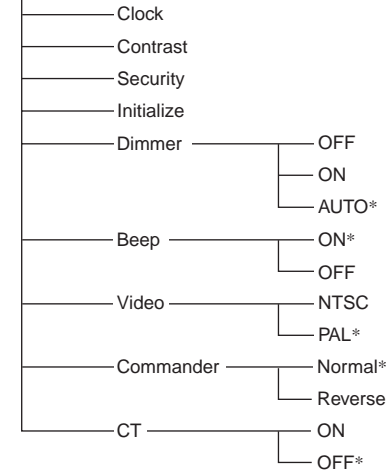 Clock
Contrast
Security
Initialize
Dimmer OFF
ON
AUTO*
Beep ON*
OFF
Video NTSC
PAL*
Commander Normal*
Reverse
CT ON
OFF*